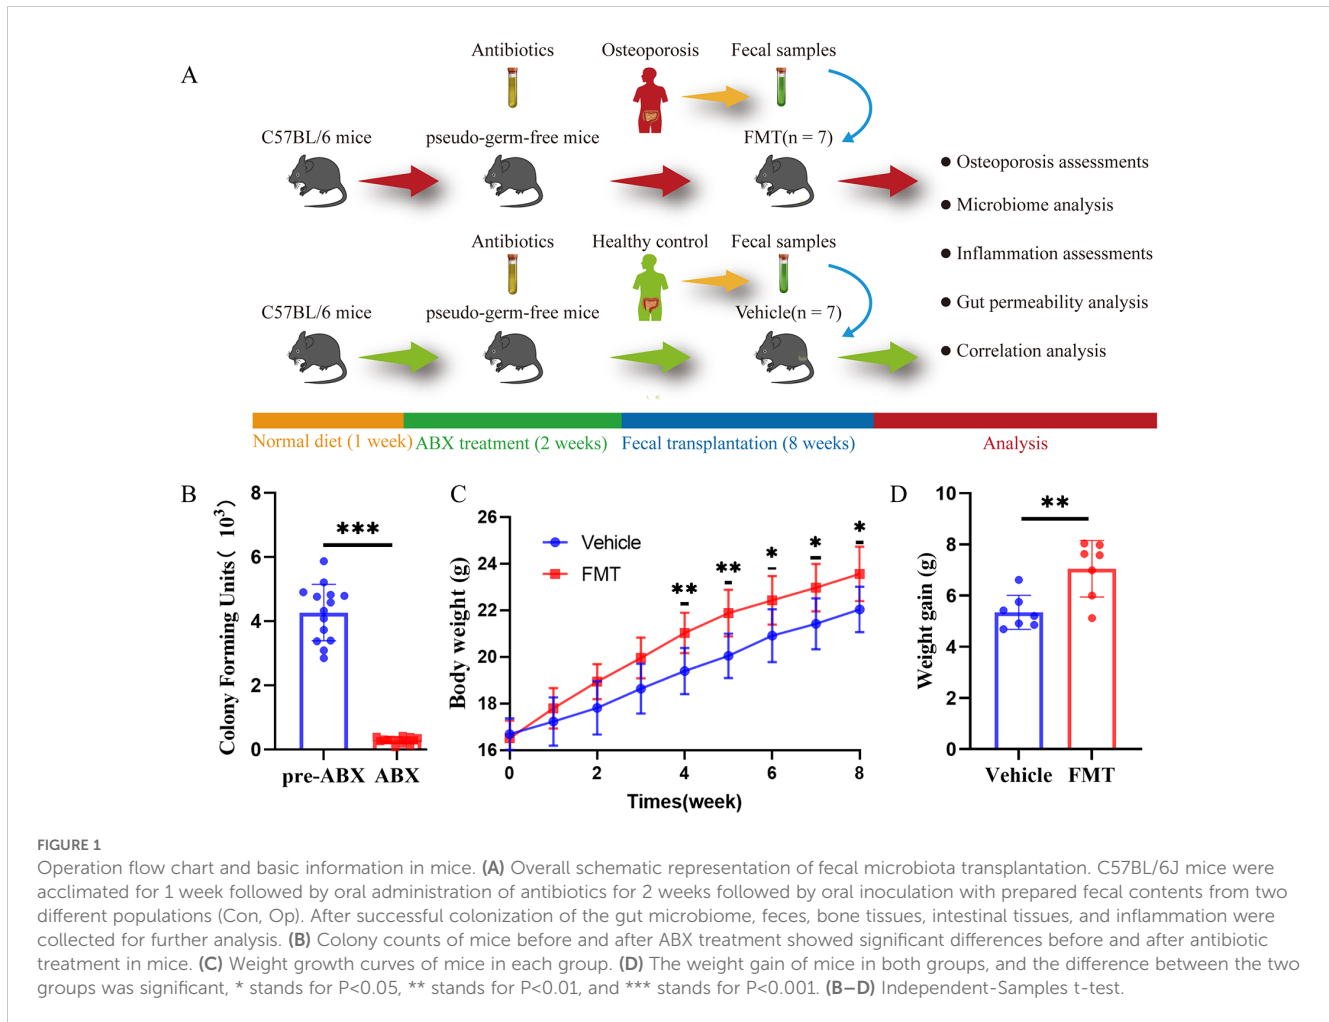 A
Antibiotics
Osteoporosis
Fecal samples
C57BL/6 mice
pseudo-germ-free mice
FMT(n = 7)
● Osteoporosis assessments
● Microbiome analysis
Antibiotics
Healthy control
Fecal samples
● Inflammation assessments
C57BL/6 mice
pseudo-germ-free mice
Vehicle(n = 7)
● Gut permeability analysis
● Correlation analysis
Normal diet (1 week)
ABX treatment (2 weeks)
Fecal transplantation (8 weeks)
Analysis
B
Colony Forming Units( 10³)
8
6
4
2
0
***
pre-ABX
ABX
C
Body weight (g)
26
24
22
20
18
16
Vehicle
FMT
**
**
*
*
*
0
2
4
6
8
Times(week)
D
Weight gain (g)
10
8
6
4
2
0
**
Vehicle
FMT
FIGURE 1
Operation flow chart and basic information in mice. (A) Overall schematic representation of fecal microbiota transplantation. C57BL/6J mice were
acclimated for 1 week followed by oral administration of antibiotics for 2 weeks followed by oral inoculation with prepared fecal contents from two
different populations (Con, Op). After successful colonization of the gut microbiome, feces, bone tissues, intestinal tissues, and inflammation were
collected for further analysis. (B) Colony counts of mice before and after ABX treatment showed significant differences before and after antibiotic
treatment in mice. (C) Weight growth curves of mice in each group. (D) The weight gain of mice in both groups, and the difference between the two
groups was significant, * stands for P<0.05, ** stands for P<0.01, and *** stands for P<0.001. (B–D) Independent-Samples t-test.